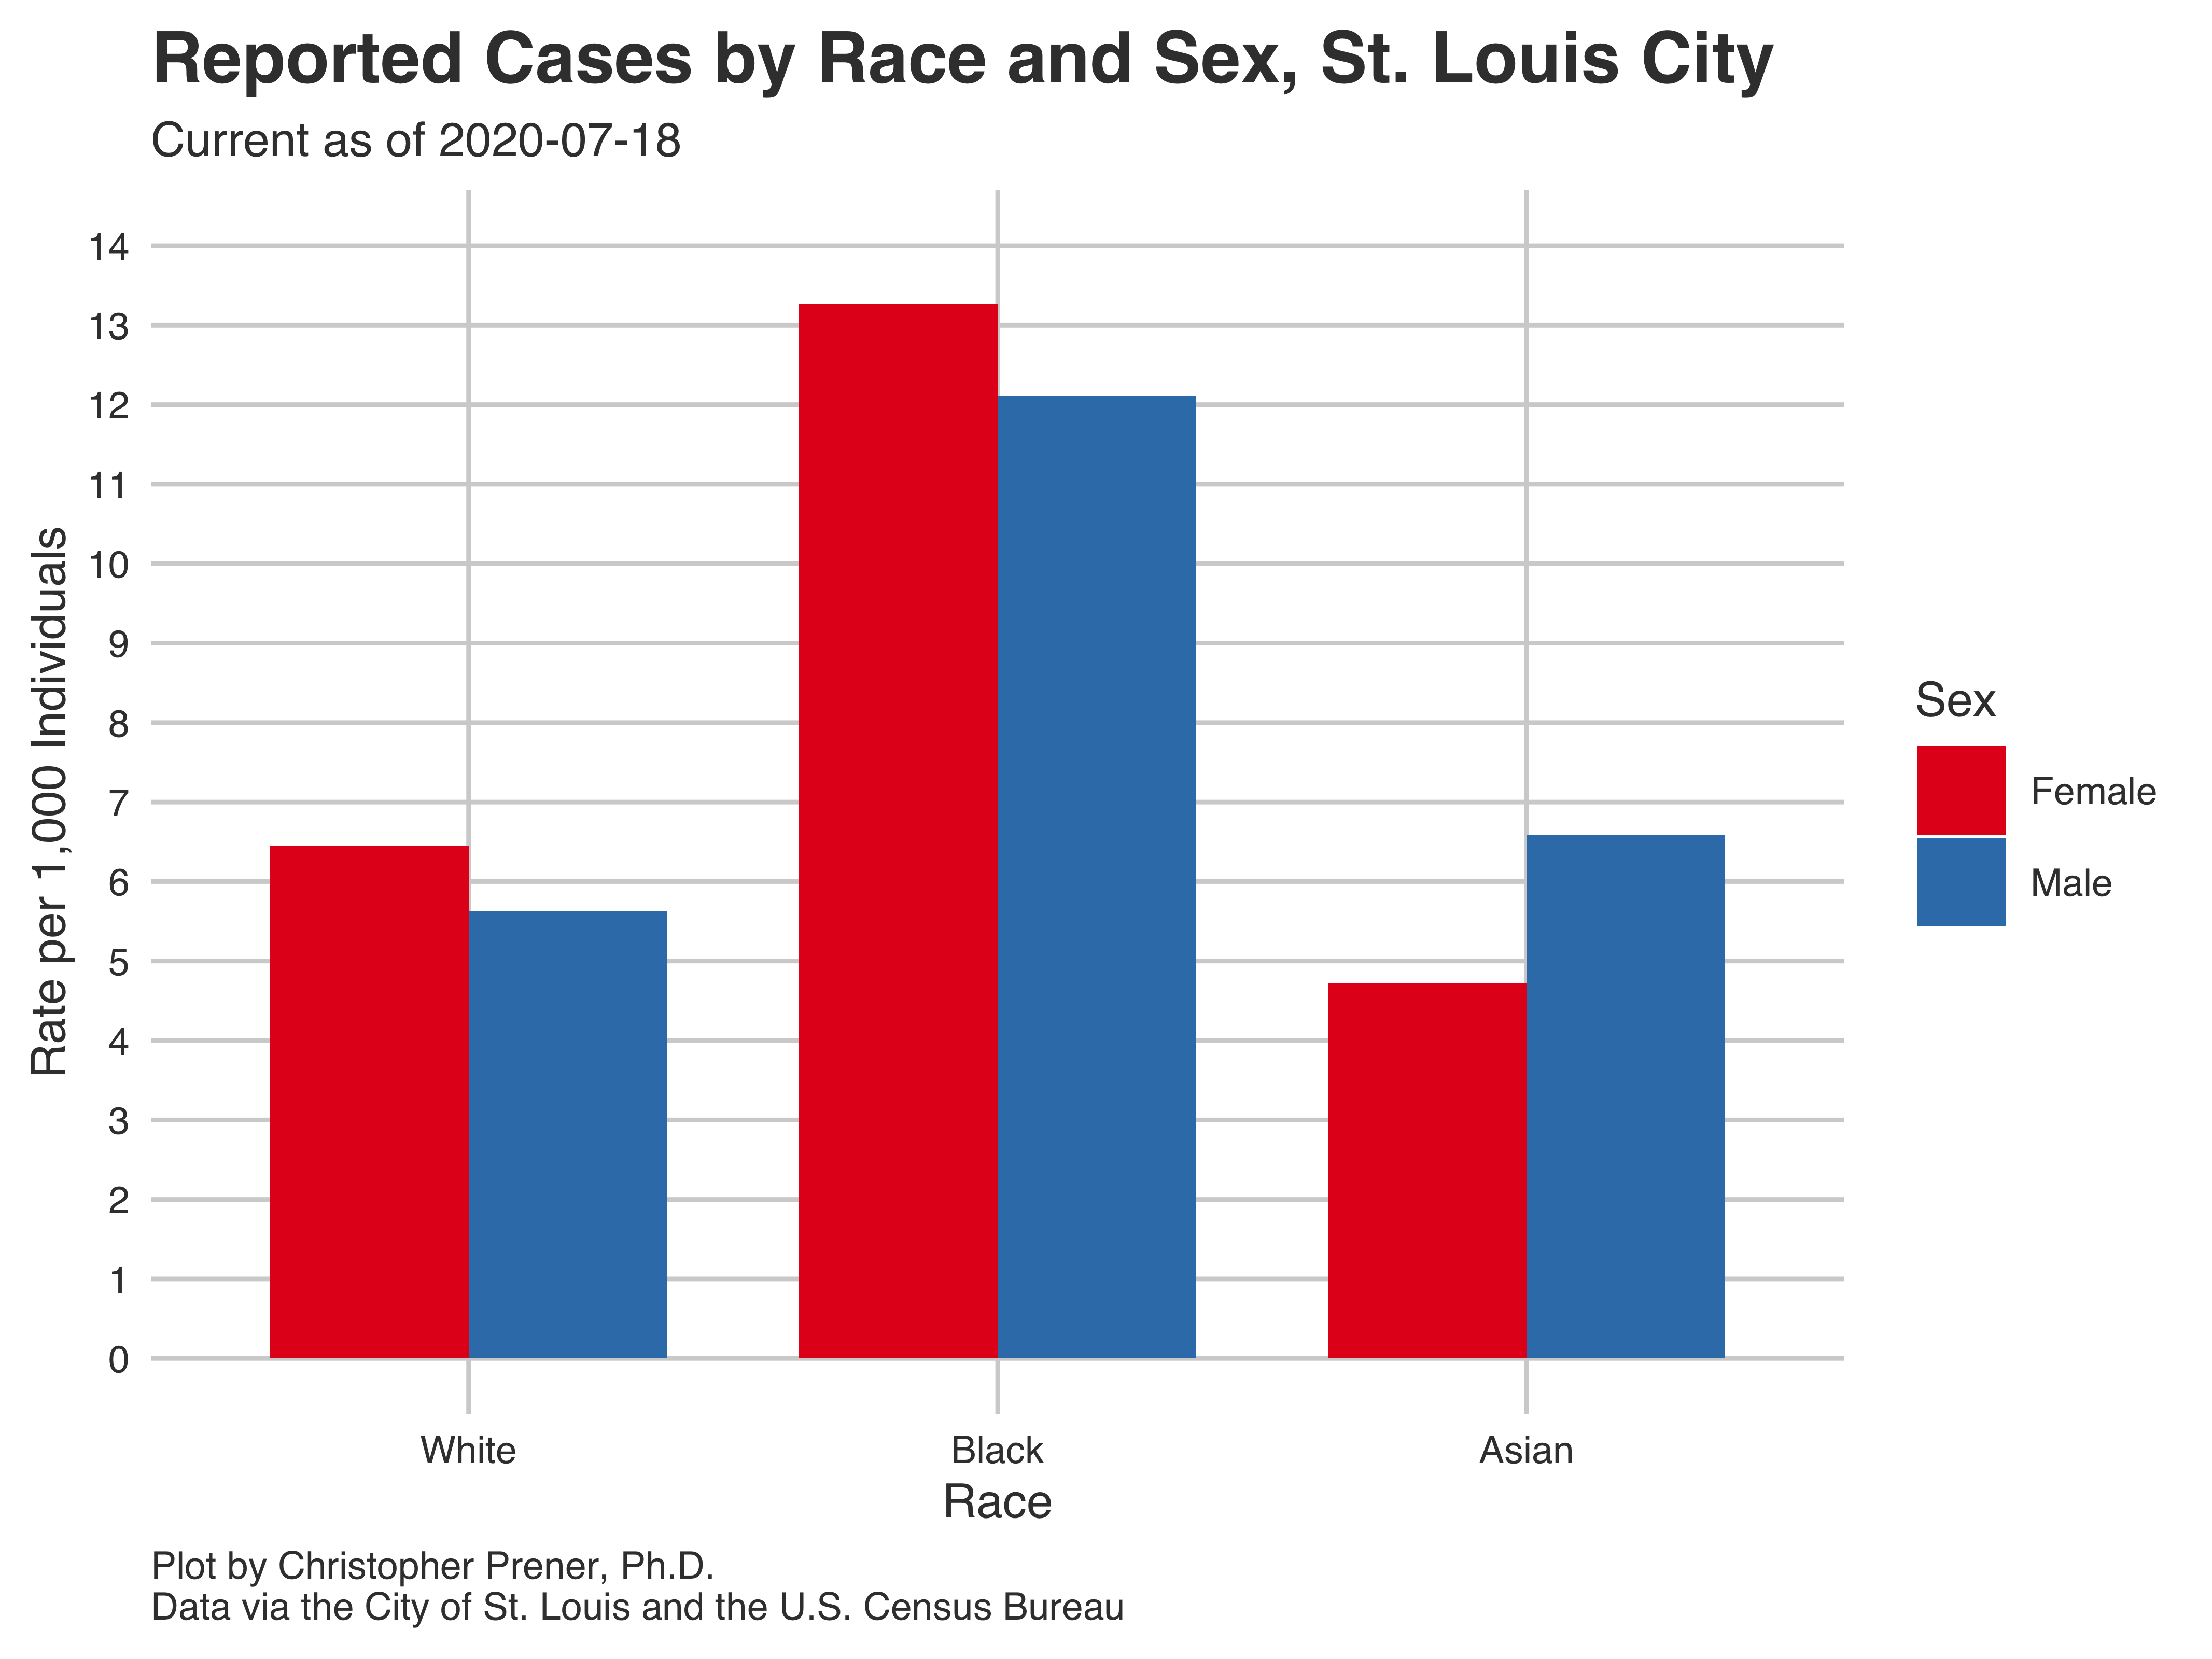 Reported Cases by Race and Sex, St. Louis City
Current as of 2020-07-18
14
13
12
11
10
9
8
7
6
5
4
3
2
1
0
Rate per 1,000 Individuals
White
Black
Asian
Race
Sex
Female
Male
Plot by Christopher Prener, Ph.D.
Data via the City of St. Louis and the U.S. Census Bureau